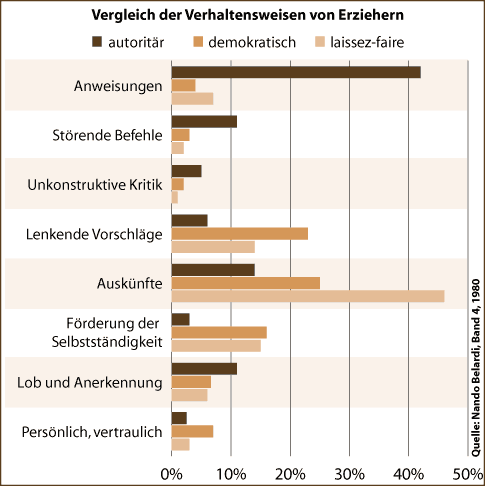 Vergleich der Verhaltensweisen von Erziehern
autoritär demokratisch laissez-faire
Anweisungen
Störende Befehle
Unkonstruktive Kritik
Lenkende Vorschläge
Auskünfte
Förderung der
Selbstständigkeit
Lob und Anerkennung
Persönlich, vertraulich
0% 10% 20% 30% 40% 50%
Quelle: Nando Belardi, Band 4, 1980